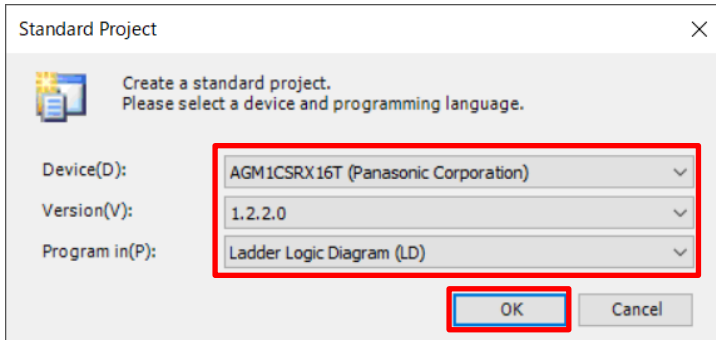 Standard Project
Create a standard project.
Please select a device and programming language.
Device(D): AGM1CSRX16T (Panasonic Corporation)
Version(V): 1.2.2.0
Program in(P): Ladder Logic Diagram (LD)
OK Cancel